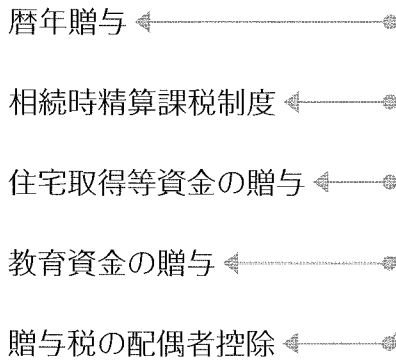 暦年贈与
相続時精算課税制度
住宅取得等資金の贈与
教育資金の贈与
贈与税の配偶者控除